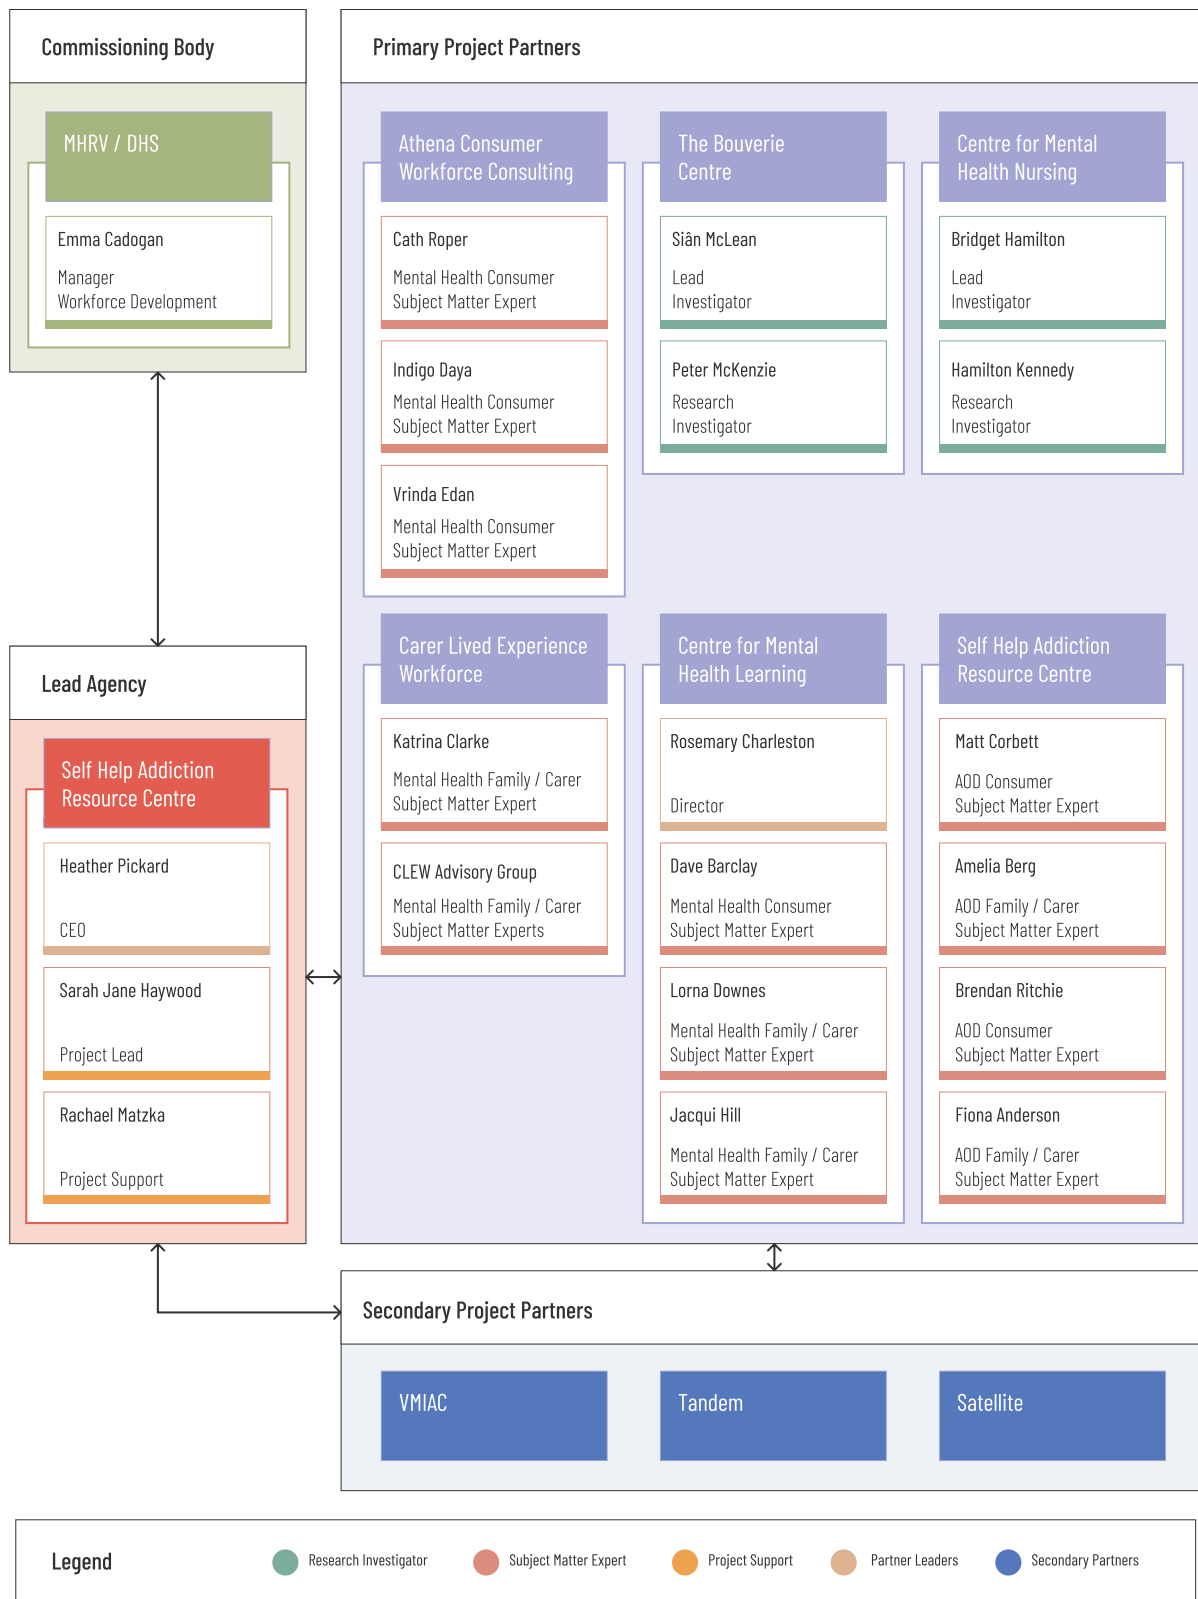 Commissioning Body
MHRV / DHS
Emma Cadogan
Manager
Workforce Development
Lead Agency
Self Help Addiction
Resource Centre
Heather Pickard
CEO
Sarah Jane Haywood
Project Lead
Rachael Matzka
Project Support
Primary Project Partners
Athena Consumer
Workforce Consulting
Cath Roper
Mental Health Consumer
Subject Matter Expert
Indigo Daya
Mental Health Consumer
Subject Matter Expert
Vrinda Edan
Mental Health Consumer
Subject Matter Expert
The Bouverie
Centre
Siân McLean
Lead
Investigator
Peter McKenzie
Research
Investigator
Centre for Mental
Health Nursing
Bridget Hamilton
Lead
Investigator
Hamilton Kennedy
Research
Investigator
Carer Lived Experience
Workforce
Katrina Clarke
Mental Health Family / Carer
Subject Matter Expert
CLEW Advisory Group
Mental Health Family / Carer
Subject Matter Experts
Centre for Mental
Health Learning
Rosemary Charleston
Director
Dave Barclay
Mental Health Consumer
Subject Matter Expert
Lorna Downes
Mental Health Family / Carer
Subject Matter Expert
Jacqui Hill
Mental Health Family / Carer
Subject Matter Expert
Self Help Addiction
Resource Centre
Matt Corbett
AOD Consumer
Subject Matter Expert
Amelia Berg
AOD Family / Carer
Subject Matter Expert
Brendan Ritchie
AOD Consumer
Subject Matter Expert
Fiona Anderson
AOD Family / Carer
Subject Matter Expert
Secondary Project Partners
VMIAC
Tandem
Satellite
Legend
Research Investigator
Subject Matter Expert
Project Support
Partner Leaders
Secondary Partners